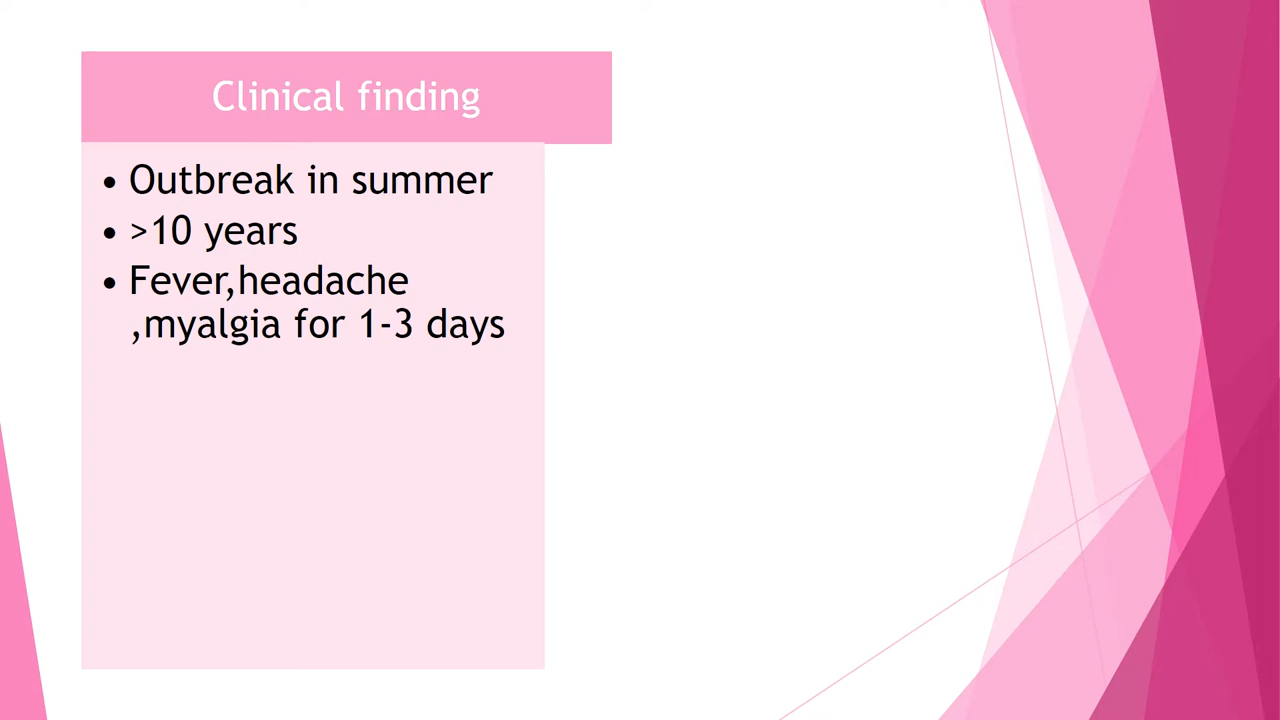 Clinical finding
• Outbreak in summer
• >10 years
• Fever,headache
,myalgia for 1-3 days